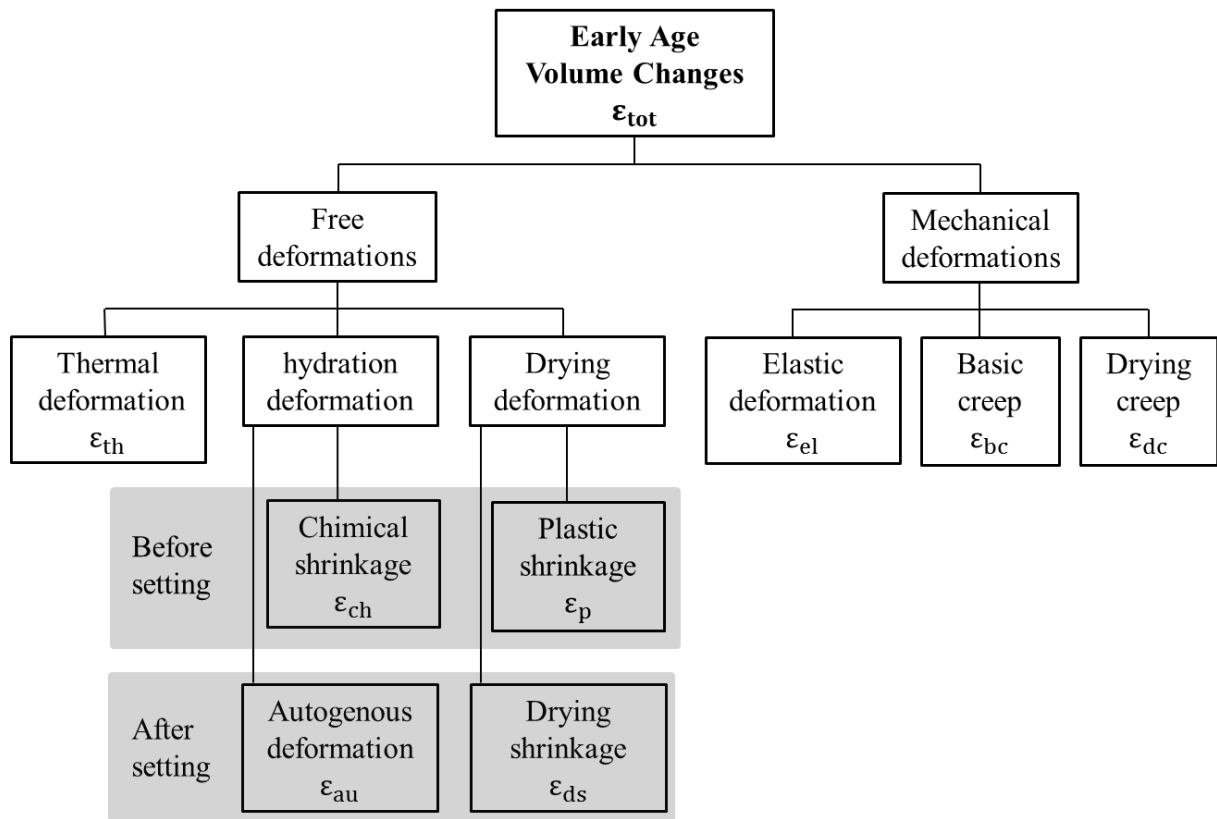 Early Age
Volume Changes
εtot
Free
deformations
Mechanical
deformations
Thermal
deformation
εth
hydration
deformation
Drying
deformation
Elastic
deformation
εel
Basic
creep
εbc
Drying
creep
εdc
Before
setting
Chimical
shrinkage
εch
Plastic
shrinkage
εp
After
setting
Autogenous
deformation
εau
Drying
shrinkage
εds